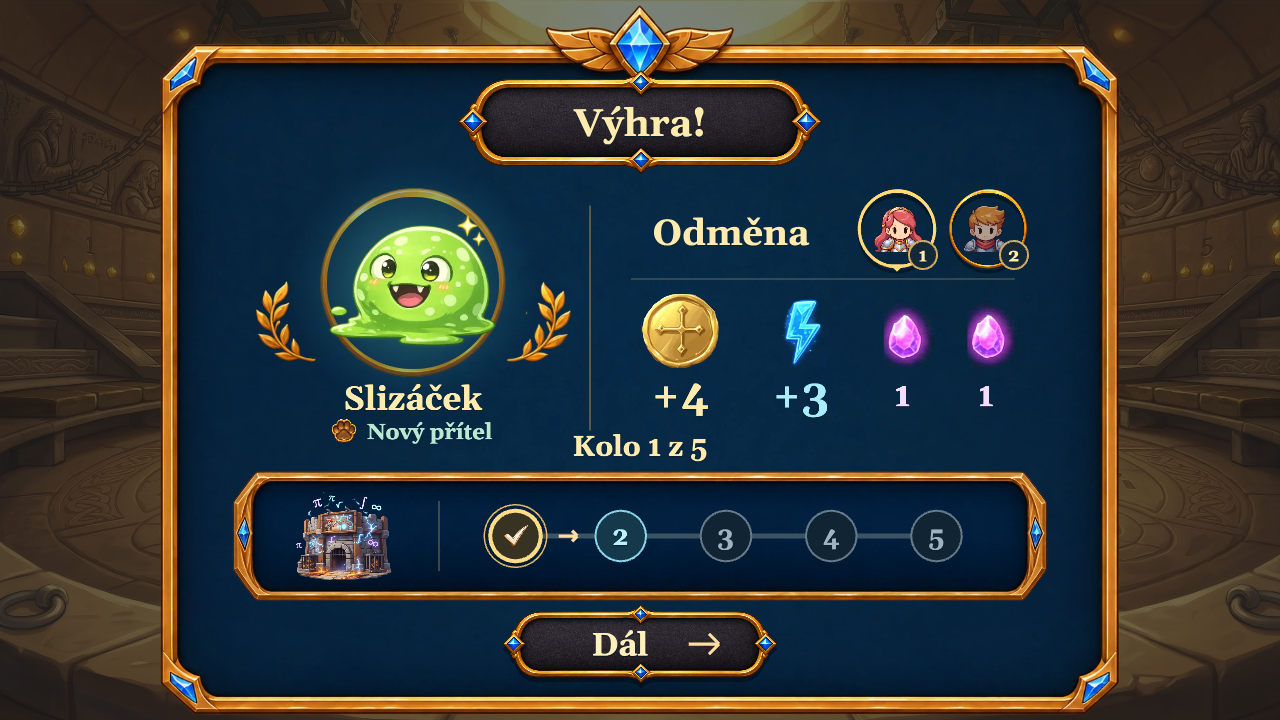 Výhra!
Odměna
1
2
+4
+3
1
1
Slizáček
Nový přítel
Kolo 1 z 5
2
3
4
5
Dál →